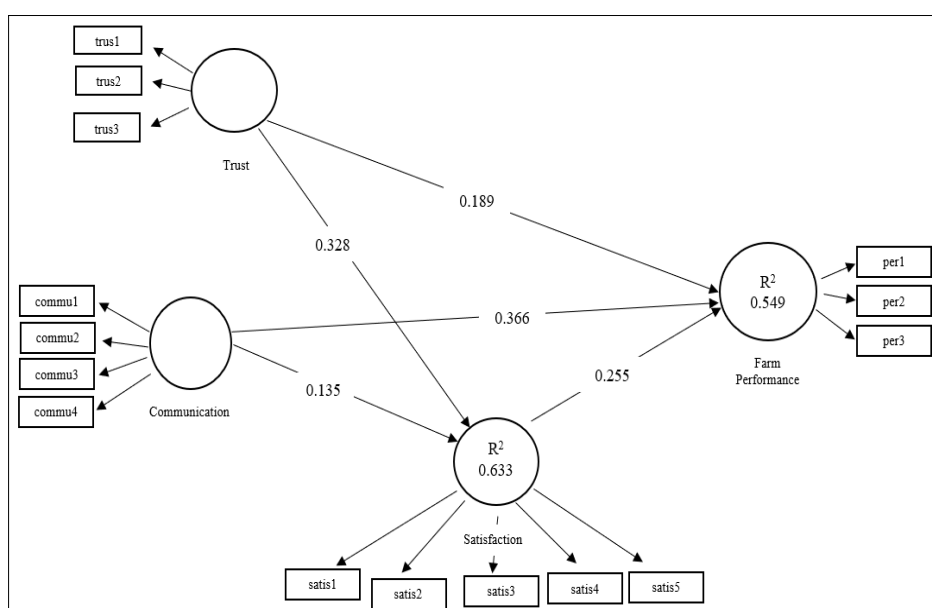 trus1
trus2
trus3
Trust
0.189
0.328
commu1
commu2
commu3
commu4
Communication
0.366
0.135
0.255
R²
0.549
Farm
Performance
per1
per2
per3
R²
0.633
Satisfaction
satis1
satis2
satis3
satis4
satis5